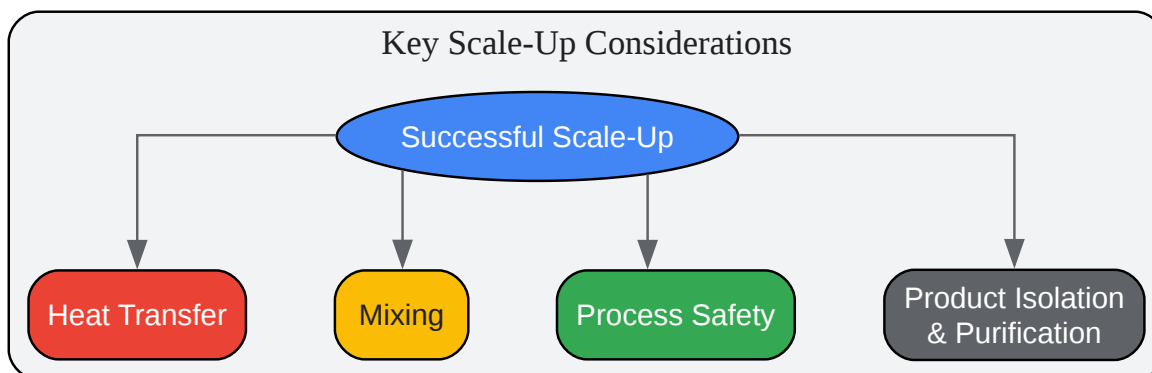 Key Scale-Up Considerations
Successful Scale-Up
Heat Transfer
Mixing
Process Safety
Product Isolation
& Purification